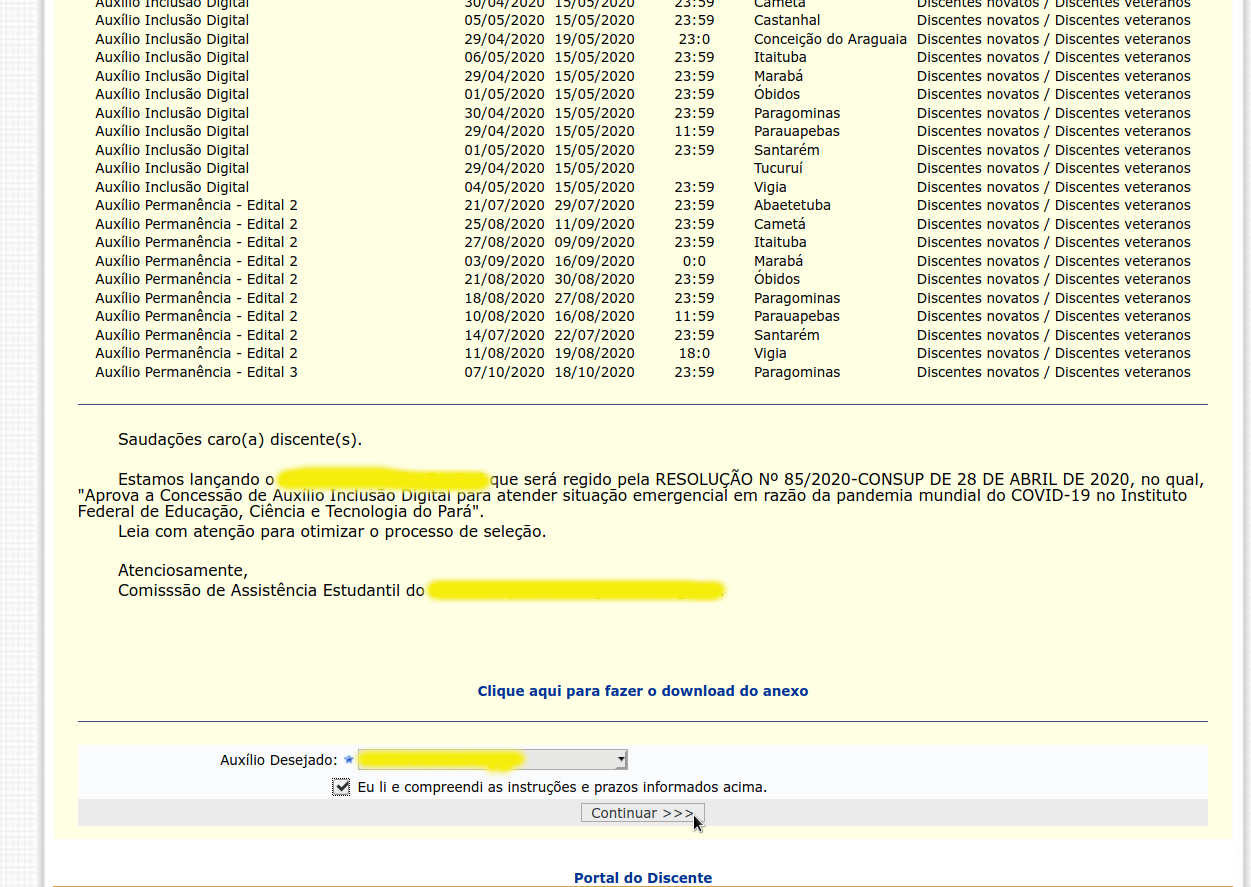 Auxílio Inclusão Digital 30/04/2020 15/05/2020 23:59 Cametá Discentes novatos / Discentes veteranos
Auxílio Inclusão Digital 05/05/2020 15/05/2020 23:59 Castanhal Discentes novatos / Discentes veteranos
Auxílio Inclusão Digital 29/04/2020 19/05/2020 23:0 Conceição do Araguaia Discentes novatos / Discentes veteranos
Auxílio Inclusão Digital 06/05/2020 15/05/2020 23:59 Itaituba Discentes novatos / Discentes veteranos
Auxílio Inclusão Digital 29/04/2020 15/05/2020 23:59 Marabá Discentes novatos / Discentes veteranos
Auxílio Inclusão Digital 01/05/2020 15/05/2020 23:59 Óbidos Discentes novatos / Discentes veteranos
Auxílio Inclusão Digital 30/04/2020 15/05/2020 23:59 Paragominas Discentes novatos / Discentes veteranos
Auxílio Inclusão Digital 29/04/2020 15/05/2020 11:59 Parauapebas Discentes novatos / Discentes veteranos
Auxílio Inclusão Digital 01/05/2020 15/05/2020 23:59 Santarém Discentes novatos / Discentes veteranos
Auxílio Inclusão Digital 29/04/2020 15/05/2020 Tucuruí Discentes novatos / Discentes veteranos
Auxílio Inclusão Digital 04/05/2020 15/05/2020 23:59 Vigia Discentes novatos / Discentes veteranos
Auxílio Permanência - Edital 2 21/07/2020 29/07/2020 23:59 Abaetetuba Discentes novatos / Discentes veteranos
Auxílio Permanência - Edital 2 25/08/2020 11/09/2020 23:59 Cametá Discentes novatos / Discentes veteranos
Auxílio Permanência - Edital 2 27/08/2020 09/09/2020 23:59 Itaituba Discentes novatos / Discentes veteranos
Auxílio Permanência - Edital 2 03/09/2020 16/09/2020 0:0 Marabá Discentes novatos / Discentes veteranos
Auxílio Permanência - Edital 2 21/08/2020 30/08/2020 23:59 Óbidos Discentes novatos / Discentes veteranos
Auxílio Permanência - Edital 2 18/08/2020 27/08/2020 23:59 Paragominas Discentes novatos / Discentes veteranos
Auxílio Permanência - Edital 2 10/08/2020 16/08/2020 11:59 Parauapebas Discentes novatos / Discentes veteranos
Auxílio Permanência - Edital 2 14/07/2020 22/07/2020 23:59 Santarém Discentes novatos / Discentes veteranos
Auxílio Permanência - Edital 2 11/08/2020 19/08/2020 18:0 Vigia Discentes novatos / Discentes veteranos
Auxílio Permanência - Edital 3 07/10/2020 18/10/2020 23:59 Paragominas Discentes novatos / Discentes veteranos
Saudações caro(a) discente(s).
Estamos lançando o que será regido pela RESOLUÇÃO Nº 85/2020-CONSUP DE 28 DE ABRIL DE 2020, no qual,
"Aprova a Concessão de Auxílio Inclusão Digital para atender situação emergencial em razão da pandemia mundial do COVID-19 no Instituto
Federal de Educação, Ciência e Tecnologia do Pará".
Leia com atenção para otimizar o processo de seleção.
Atenciosamente,
Comisssão de Assistência Estudantil do
Clique aqui para fazer o download do anexo
Auxílio Desejado:
Eu li e compreendi as instruções e prazos informados acima.
Continuar >>>
Portal do Discente